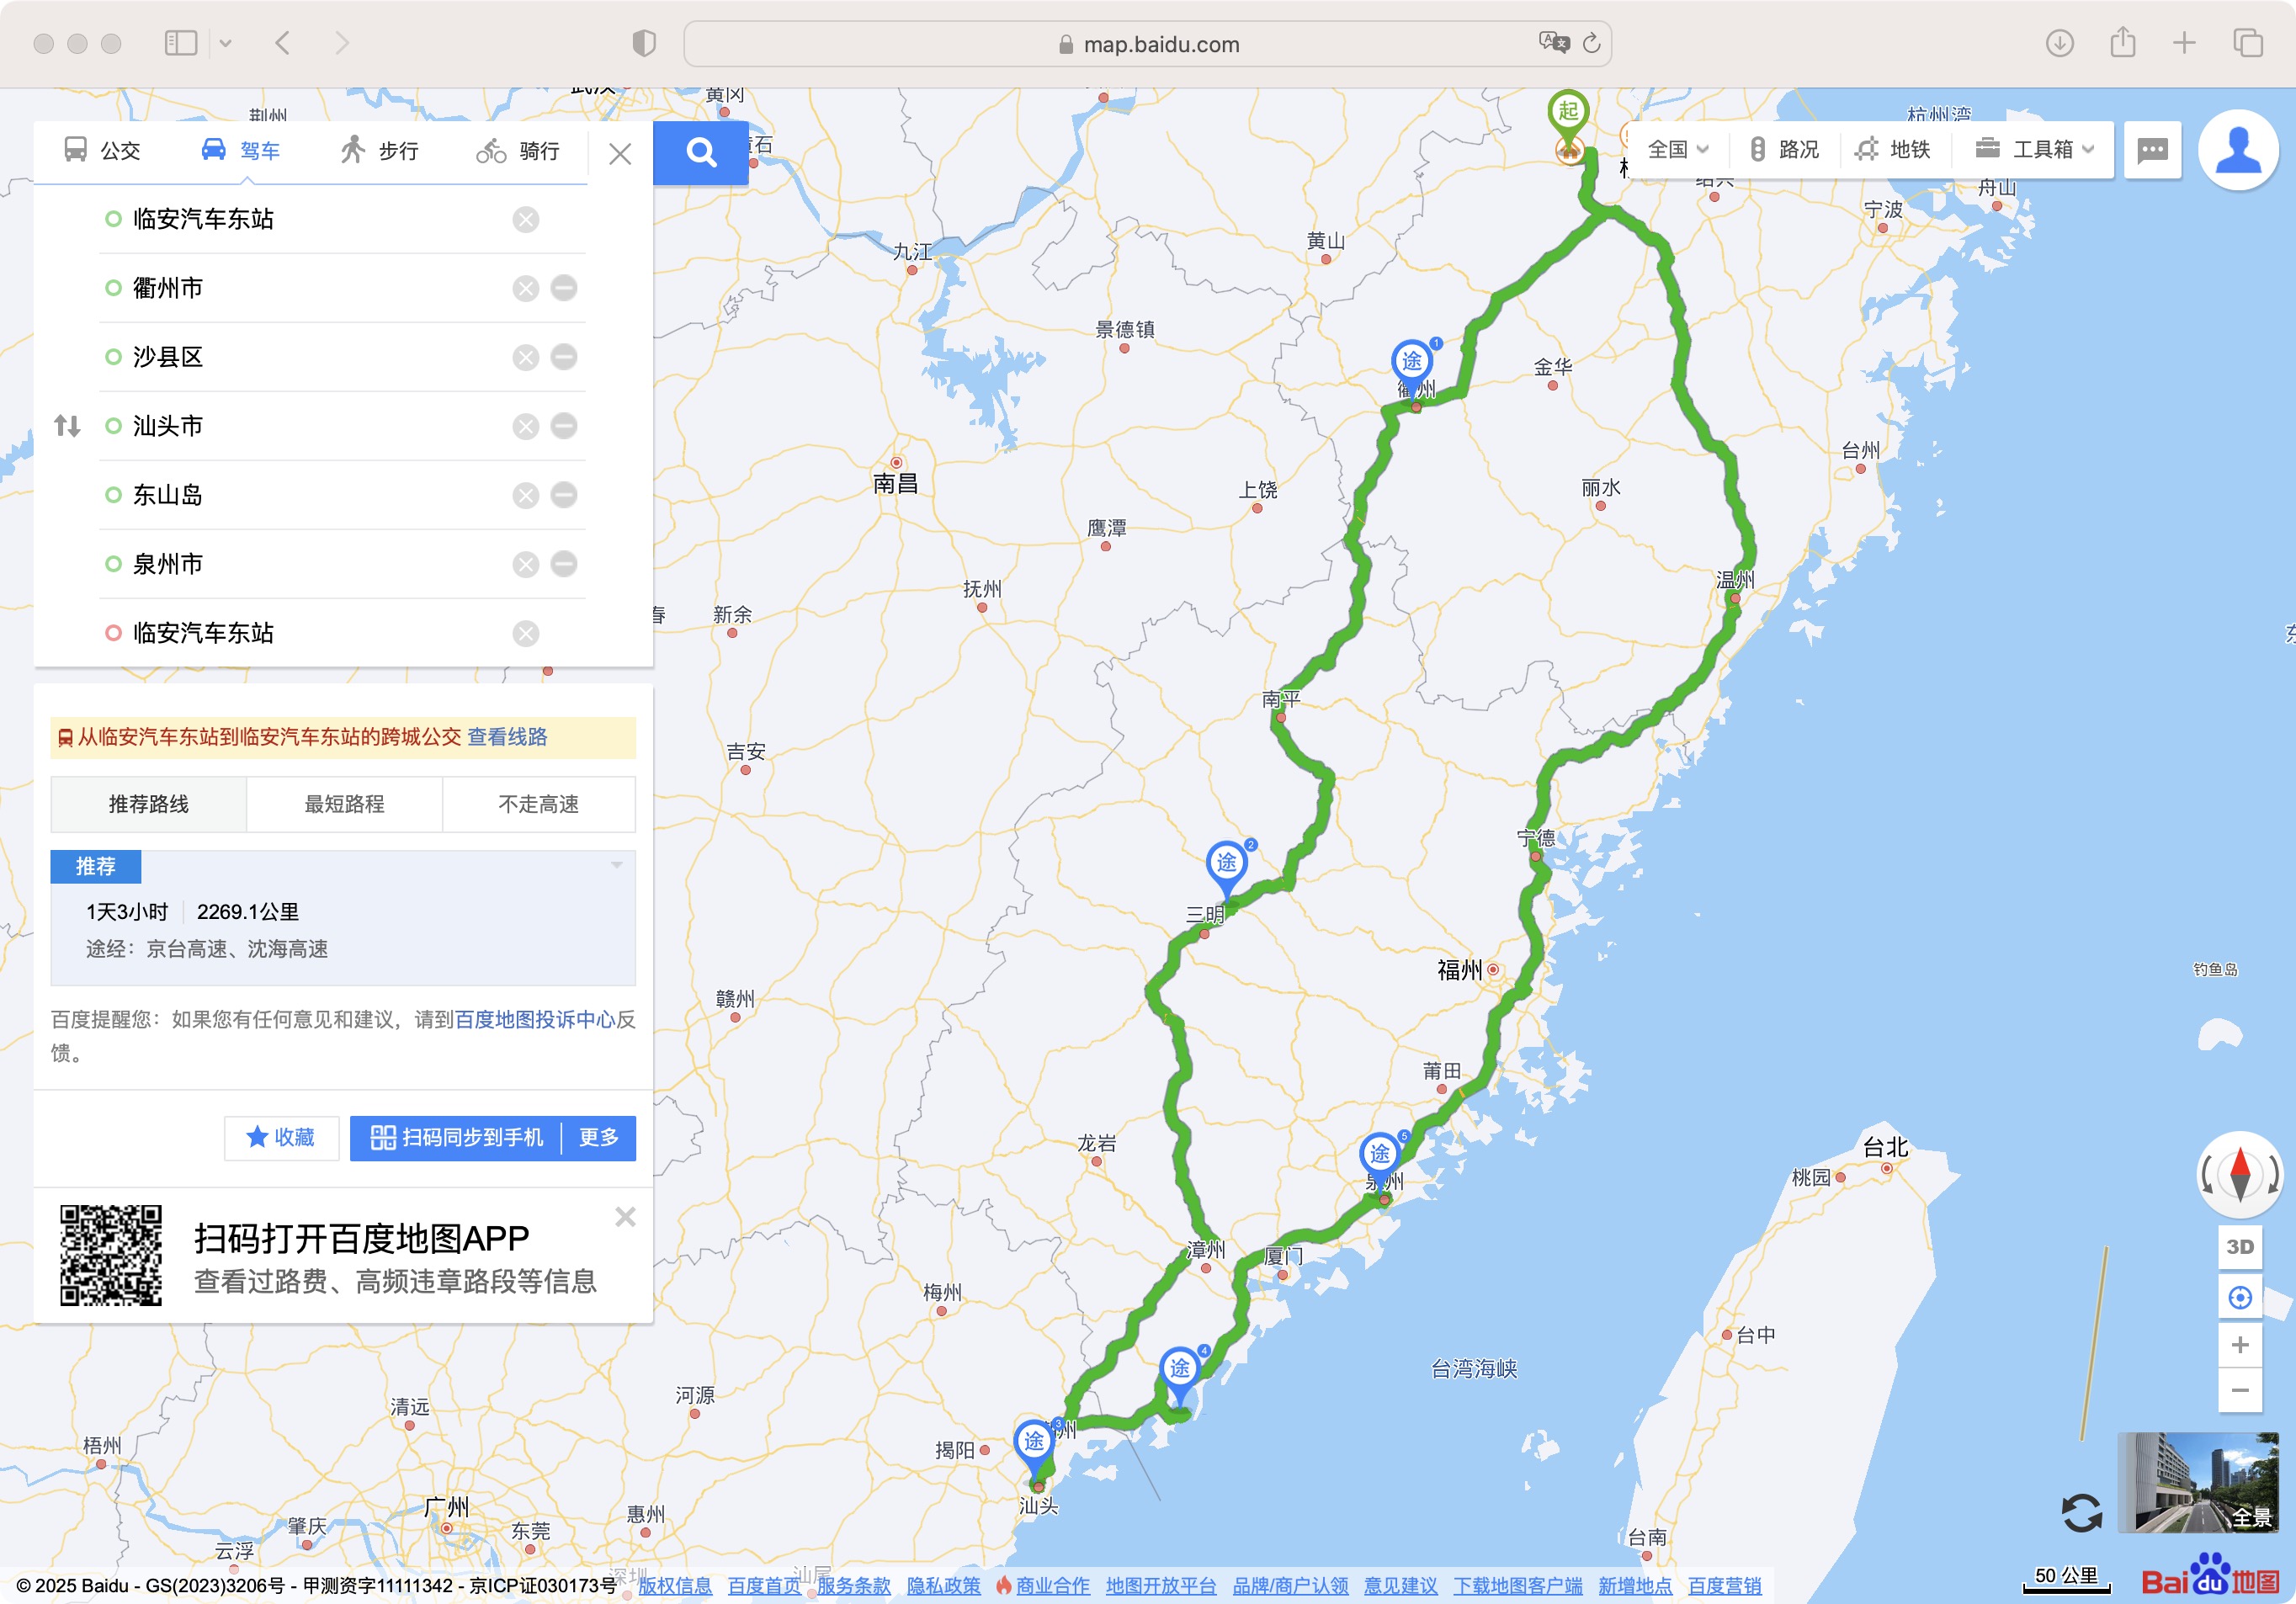 map.baidu.com
公交
驾车
步行
骑行
全国
路况
地铁
工具箱
临安汽车东站
衢州市
沙县区
汕头市
东山岛
泉州市
临安汽车东站
从临安汽车东站到临安汽车东站的跨城公交 查看线路
推荐路线
最短路程
不走高速
推荐
1天3小时 2269.1公里
途经：京台高速、沈海高速
百度提醒您：如果您有任何意见和建议，请到百度地图投诉中心反
馈。
收藏
扫码同步到手机
更多
扫码打开百度地图APP
查看过路费、高频违章路段等信息
荆州
黄冈
起
杭州湾
绍兴
舟山
宁波
九江
黄山
景德镇
途 1
金华
台州
南昌
上饶
丽水
鹰潭
温州
抚州
新余
南平
吉安
宁德
途 2
三明
福州
钓鱼岛
赣州
莆田
龙岩
途 5
泉州
台北
桃园
漳州
厦门
3D
梅州
台中
途 4
台湾海峡
河源
清远
途 3
揭阳
梧州
汕头
广州
惠州
肇庆
东莞
云浮
台南
深圳
汕尾
全景
50 公里
Bai du 地图
© 2025 Baidu - GS(2023)3206号 - 甲测资字11111342 - 京ICP证030173号
版权信息 百度首页 服务条款 隐私政策 商业合作 地图开放平台 品牌/商户认领 意见建议 下载地图客户端 新增地点 百度营销